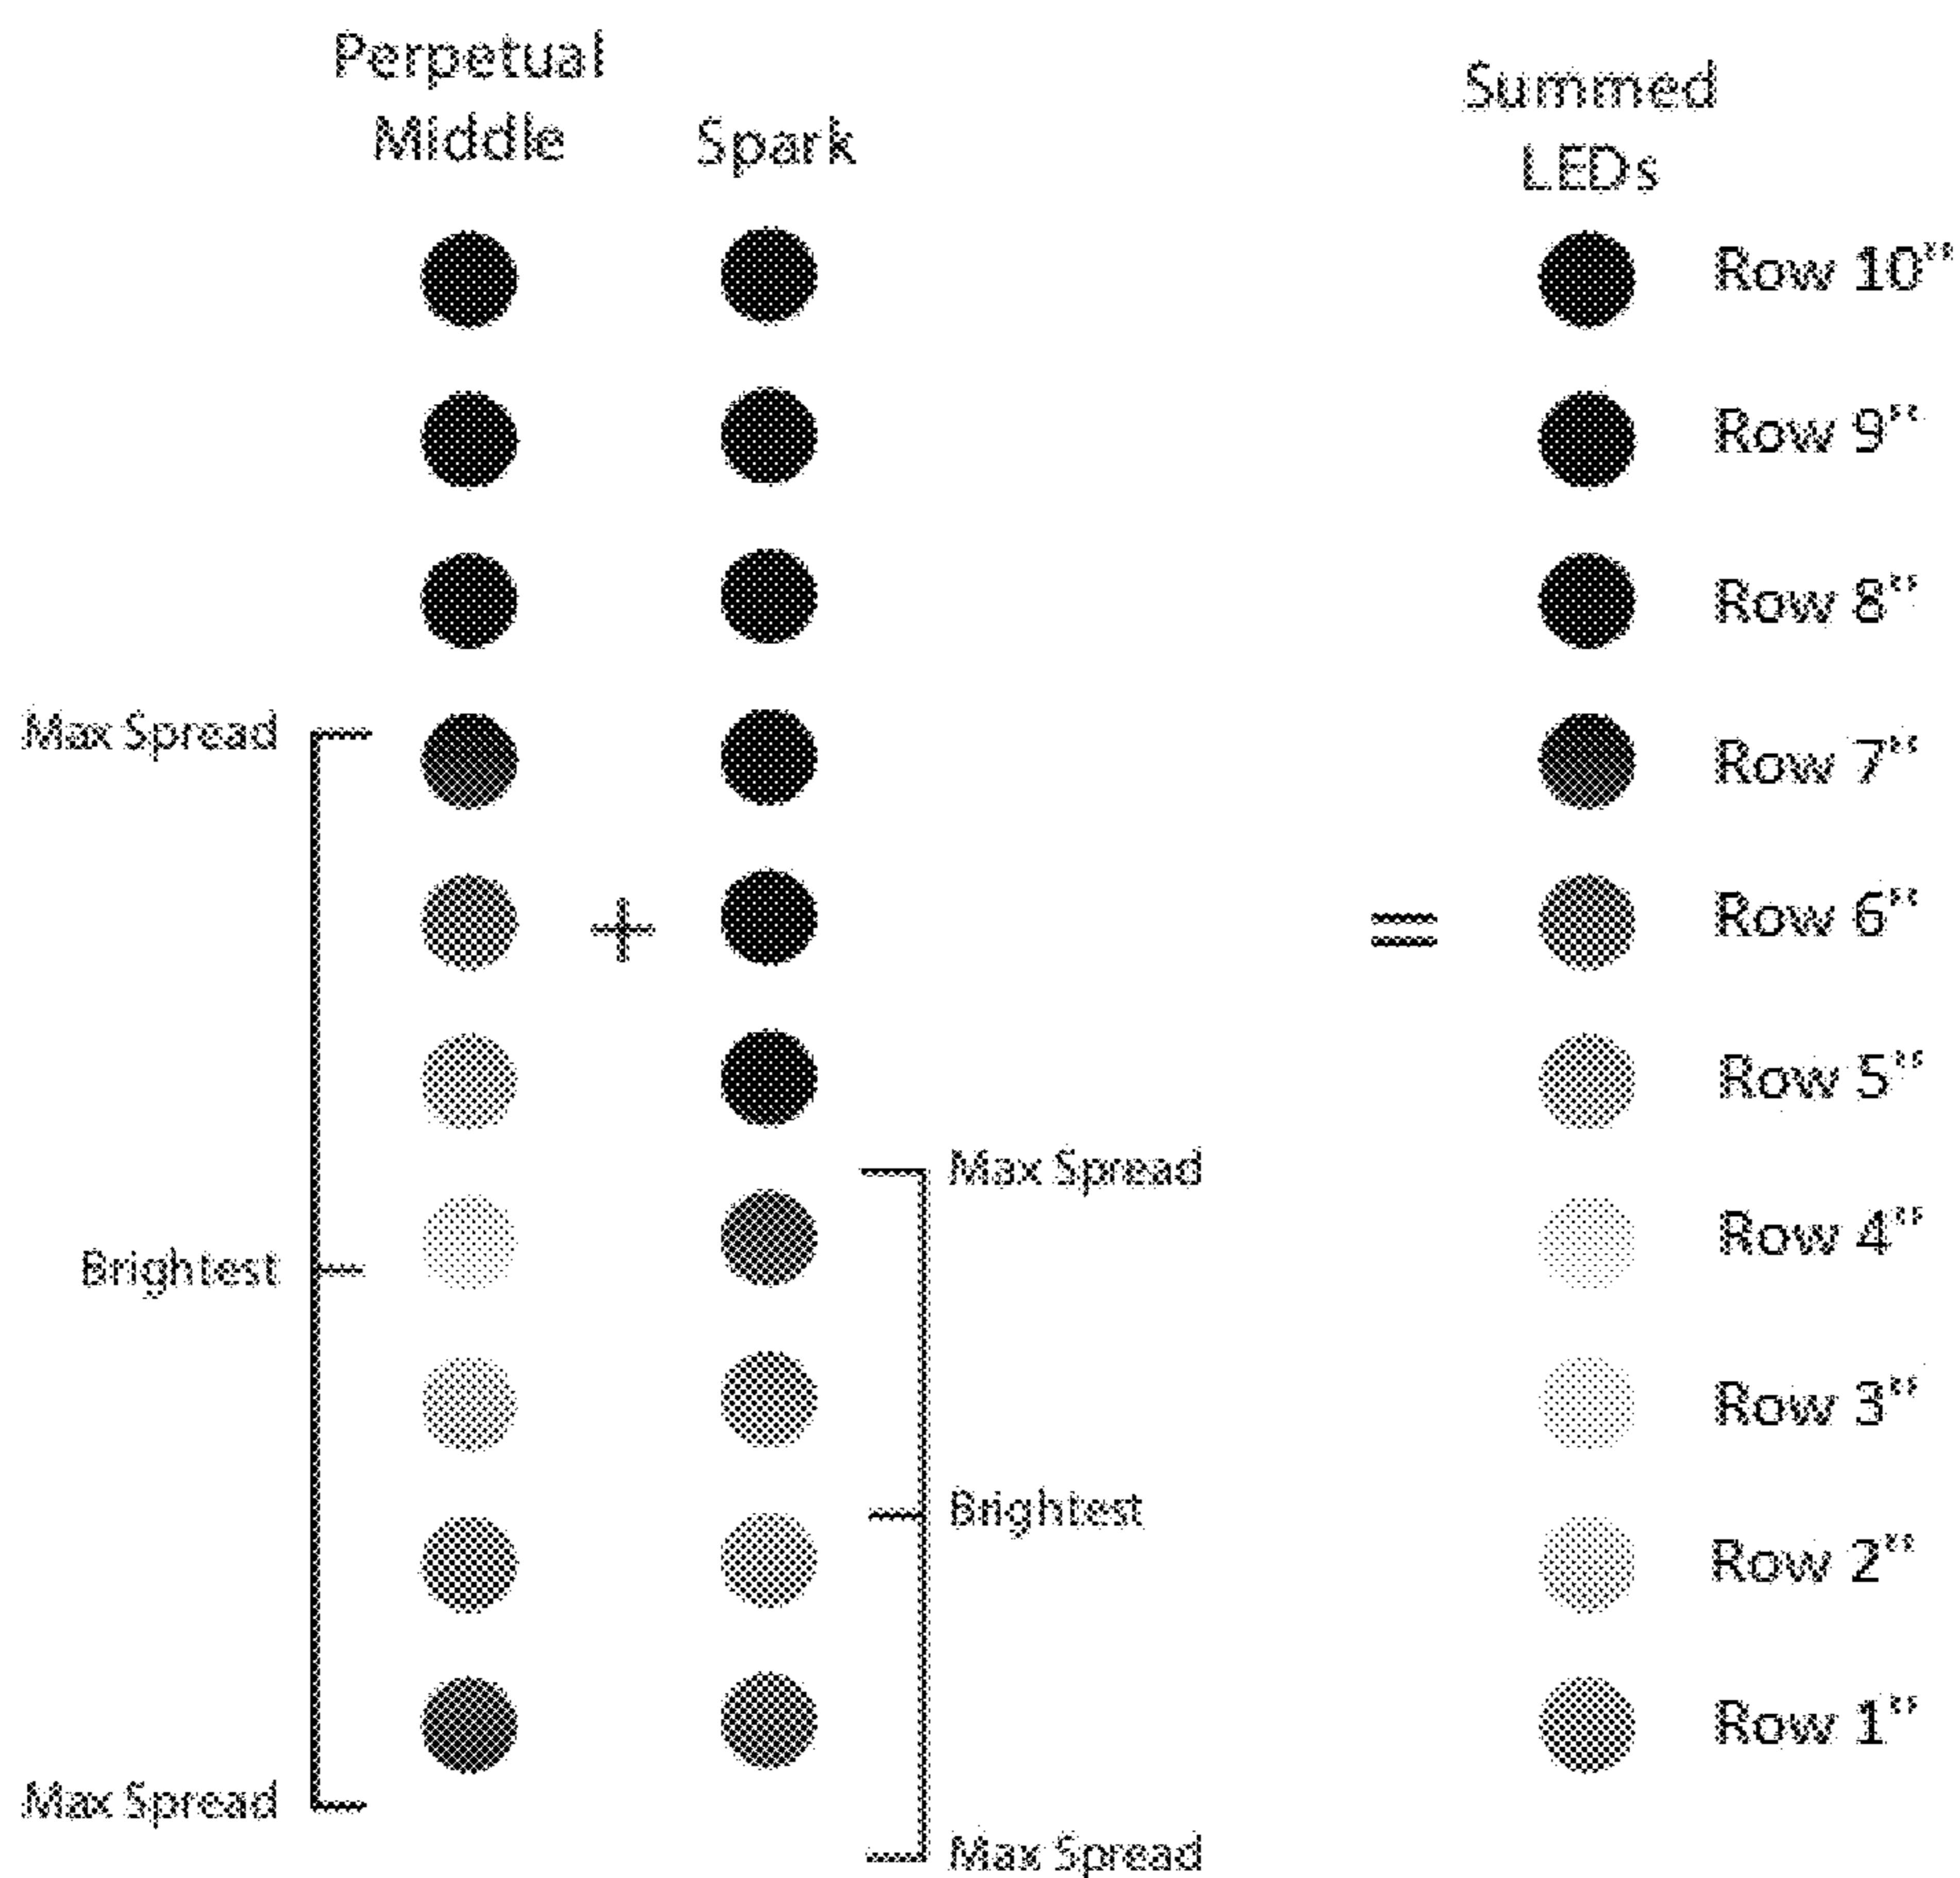 Perpetual
Middle
Spark
Summed
LEDs
Row 10"
Row 9"
Row 8"
Max Spread
Row 7"
+
=
Row 6"
Row 5"
Max Spread
Row 4"
Brightest
Row 3"
Brightest
Row 2"
Row 1"
Max Spread
Max Spread